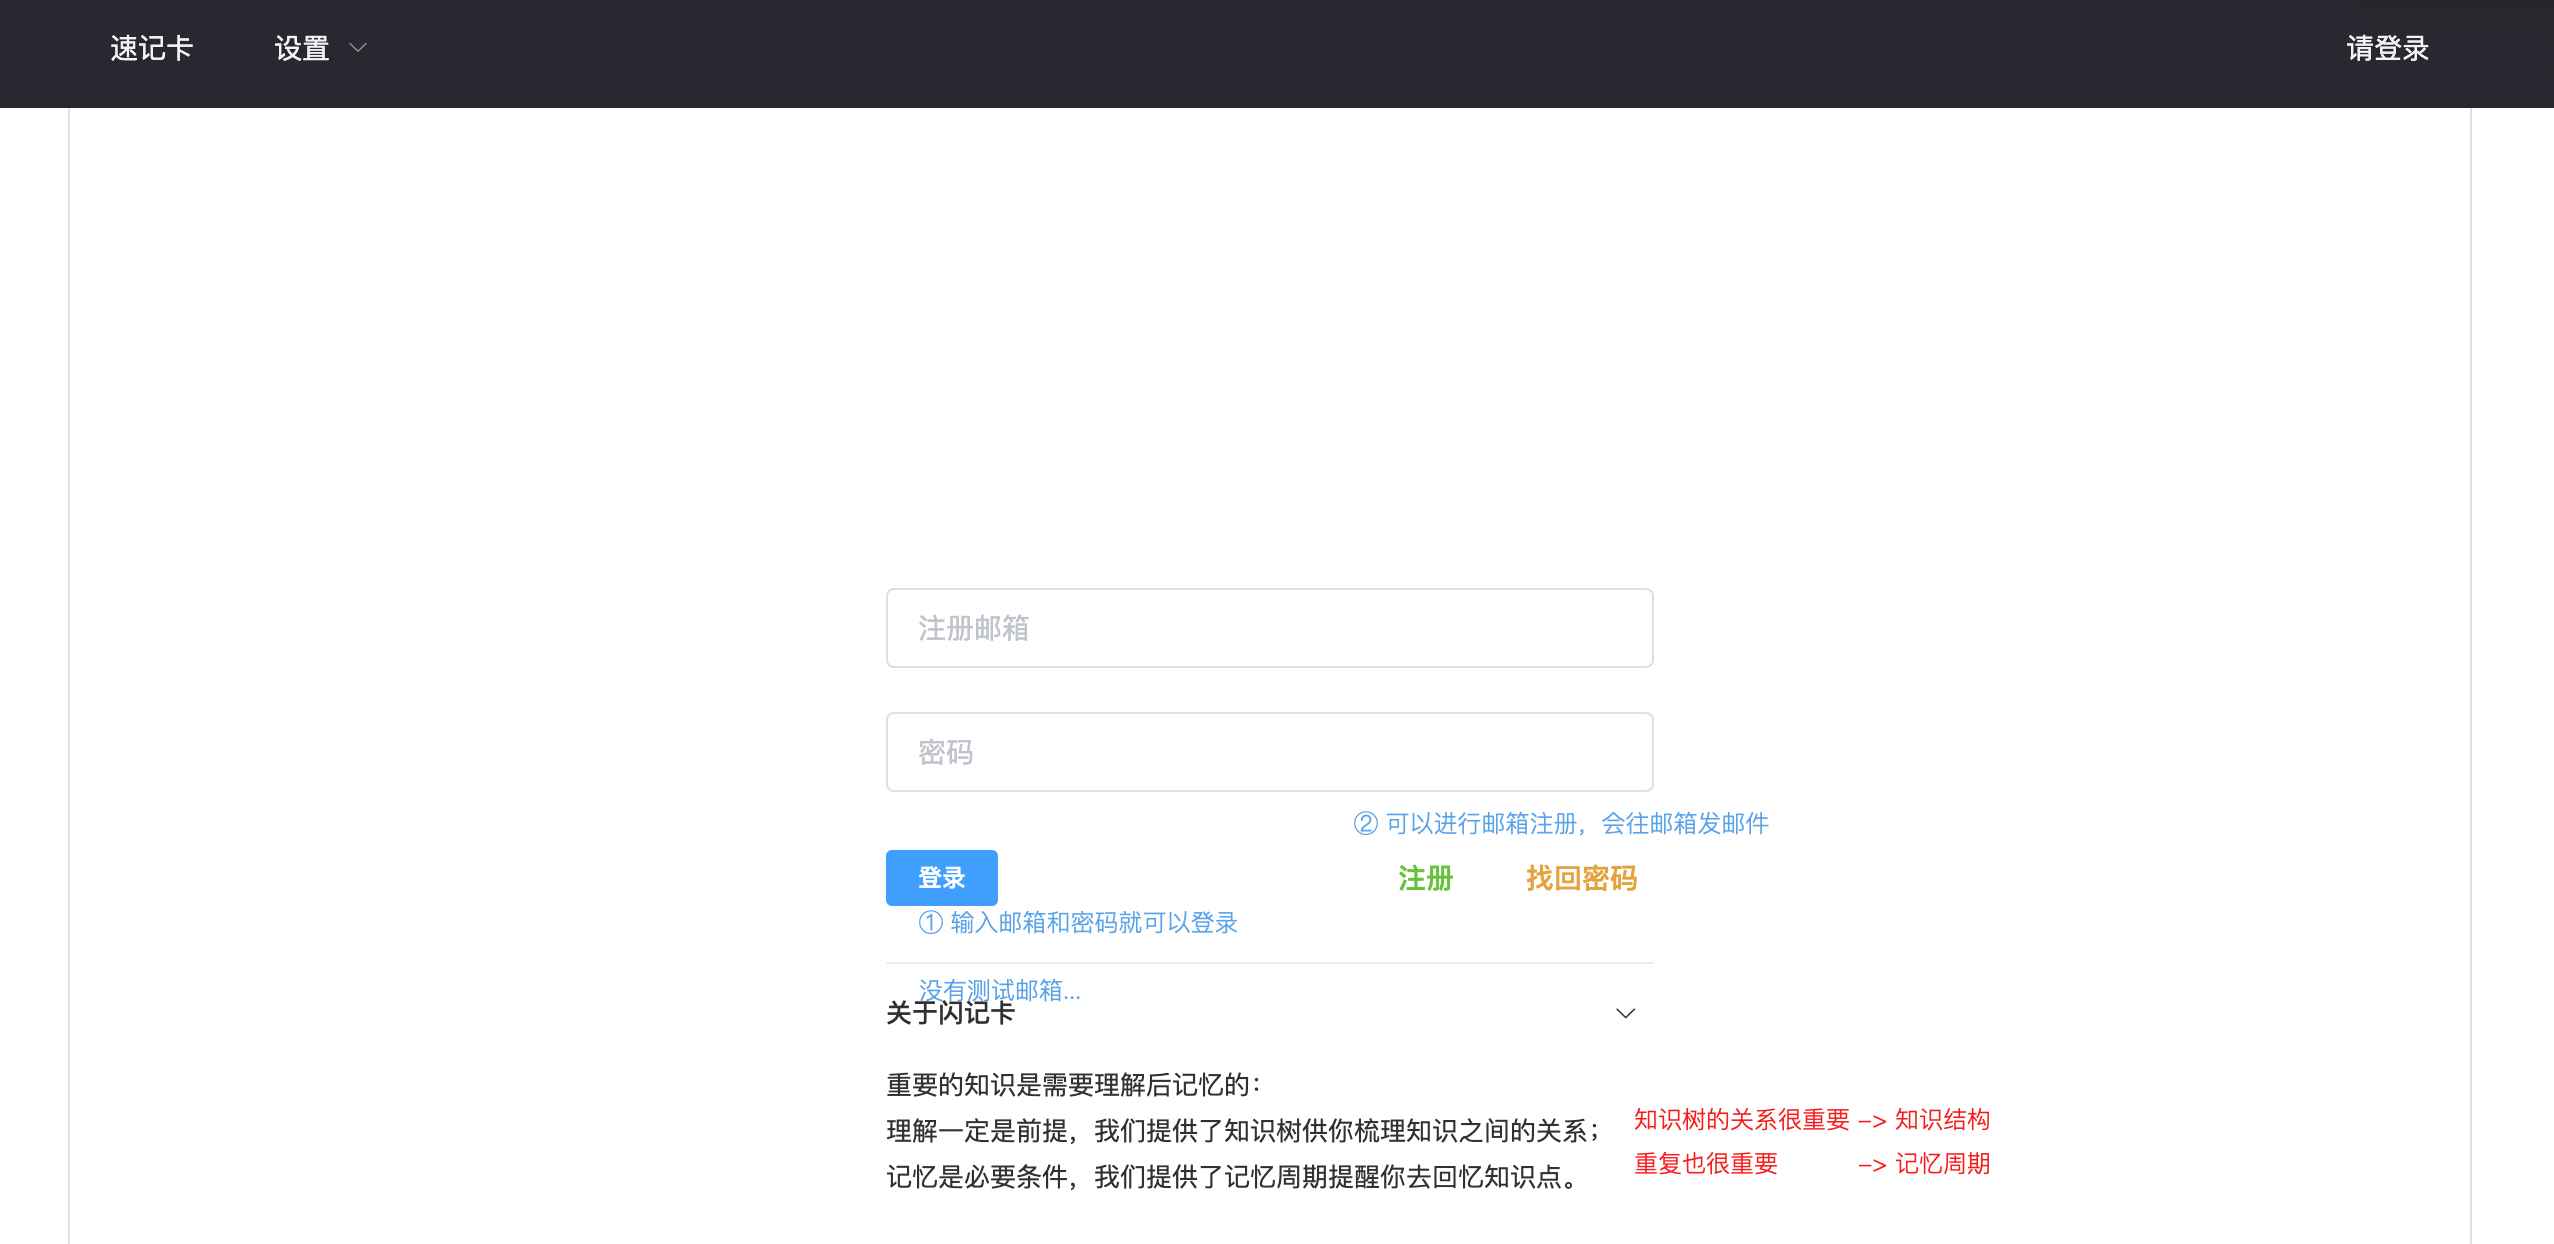 速记卡 设置 请登录
注册邮箱
密码
② 可以进行邮箱注册，会往邮箱发邮件
登录 注册 找回密码
① 输入邮箱和密码就可以登录
没有测试邮箱...
关于闪记卡
重要的知识是需要理解后记忆的：
理解一定是前提，我们提供了知识树供你梳理知识之间的关系；
知识树的关系很重要 —> 知识结构
记忆是必要条件，我们提供了记忆周期提醒你去回忆知识点。
重复也很重要 —> 记忆周期